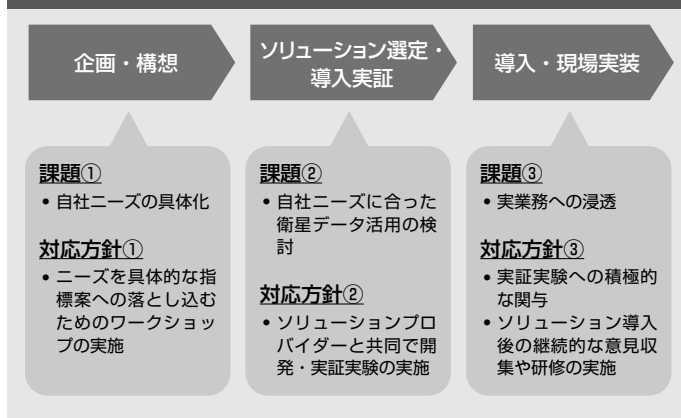 企画・構想
ソリューション選定・
導入実証
導入・現場実装
課題①
• 自社ニーズの具体化
対応方針①
• ニーズを具体的な指
標案への落とし込む
ためのワークショッ
プの実施
課題②
• 自社ニーズに合った
衛星データ活用の検
討
対応方針②
• ソリューションプロ
バイダーと共同で開
発・実証実験の実施
課題③
• 実業務への浸透
対応方針③
• 実証実験への積極的
な関与
• ソリューション導入
後の継続的な意見収
集や研修の実施